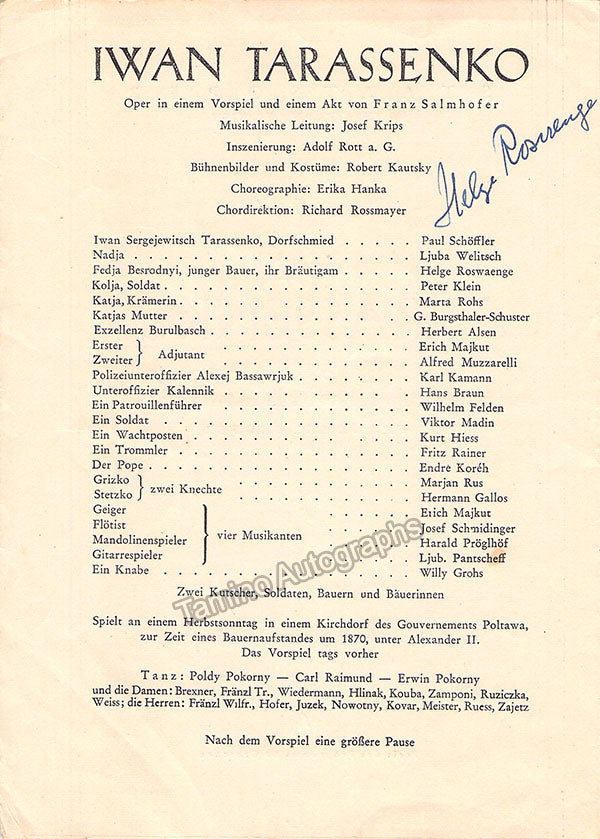 IWAN TARASSENKO
Oper in einem Vorspiel und einem Akt von Franz Salmhofer
Musikalische Leitung: Josef Krips
Inszenierung: Adolf Rott a. G.
Bühnenbilder und Kostüme: Robert Kautsky
Choreographie: Erika Hanka
Chordirektion: Richard Rossmayer
Helge Roswenge
Iwan Sergejewitsch Tarassenko, Dorfschmied . . . . . Paul Schöffler
Nadja . . . . . . . . . . . . . . . . . . Ljuba Welitsch
Fedja Besrodnyi, junger Bauer, ihr Bräutigam . . . . . Helge Roswaenge
Kolja, Soldat . . . . . . . . . . . . . . . . Peter Klein
Katja, Krämerin . . . . . . . . . . . . . . . Marta Rohs
Katjas Mutter . . . . . . . . . . . . . . . G. Burgsthaler-Schuster
Exzellenz Burulbasch . . . . . . . . . . . . . Herbert Alsen
Erster } Adjutant . . . . . . . . . . . Erich Majkut
Zweiter } Adjutant . . . . . . . . . . . Alfred Muzzarelli
Polizeiunteroffizier Alexej Bassawrjuk . . . . . . . . Karl Kamann
Unteroffizier Kalennik . . . . . . . . . . . . Hans Braun
Ein Patrouillenführer . . . . . . . . . . . . Wilhelm Felden
Ein Soldat . . . . . . . . . . . . . . . . Viktor Madin
Ein Wachtposten . . . . . . . . . . . . . . Kurt Hiess
Ein Trommler . . . . . . . . . . . . . . . Fritz Rainer
Der Pope . . . . . . . . . . . . . . . . . Endré Koréh
Grizko } zwei Knechte . . . . . . . . . . Marjan Rus
Stetzko } zwei Knechte . . . . . . . . . . Hermann Gallos
Geiger } vier Musikanten . . . . . . Erich Majkut
Flötist . . . . . . Josef Schmidinger
Mandolinenspieler . . . . . . Harald Pröglhöf
Gitarrespieler . . . . . . Ljub. Pantscheff
Ein Knabe . . . . . . . . . . . . . . . . Willy Grohs
Zwei Kutscher, Soldaten, Bauern und Bäuerinnen
Tamino Autographs
Spielt an einem Herbstsonntag in einem Kirchdorf des Gouvernements Poltawa,
zur Zeit eines Bauernaufstandes um 1870, unter Alexander II.
Das Vorspiel tags vorher
Tanz: Poldy Pokorny — Carl Raimund — Erwin Pokorny
und die Damen: Brexner, Fränzl Tr., Wiedermann, Hlinak, Kouba, Zamponi, Ruziczka,
Weiss; die Herren: Fränzl Wilfr., Hofer, Juzek, Nowotny, Kovar, Meister, Ruess, Zajetz
Nach dem Vorspiel eine größere Pause